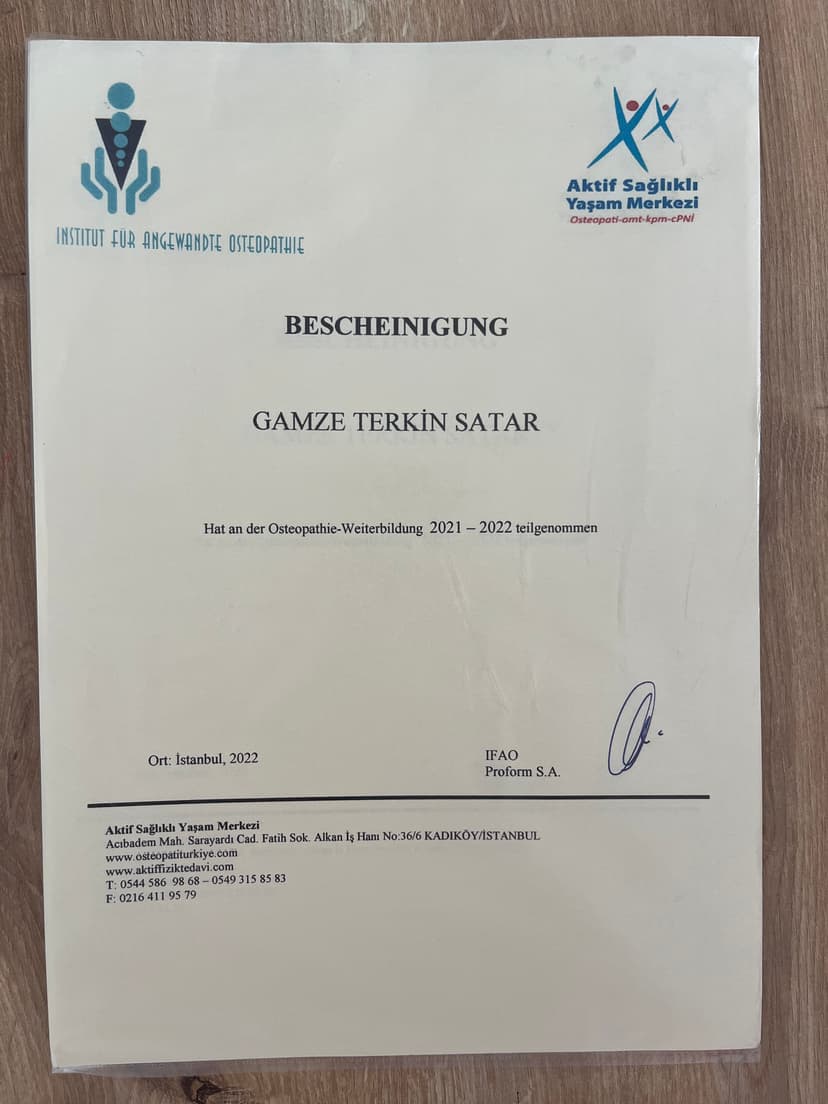 INSTITUT FÜR ANGEWANDTE OSTEOPATHIE
Aktif Sağlıklı
Yaşam Merkezi
Osteopati-omt-kpm-cPNİ
BESCHEINIGUNG
GAMZE TERKİN SATAR
Hat an der Osteopathie-Weiterbildung 2021 – 2022 teilgenommen
Ort: İstanbul, 2022
IFAO
Proform S.A.
Aktif Sağlıklı Yaşam Merkezi
Acıbadem Mah. Sarayardı Cad. Fatih Sok. Alkan İş Hanı No:36/6 KADIKÖY/İSTANBUL
www.osteopatiturkiye.com
www.aktiffiziktedavi.com
T: 0544 586 98 68 – 0549 315 85 83
F: 0216 411 95 79